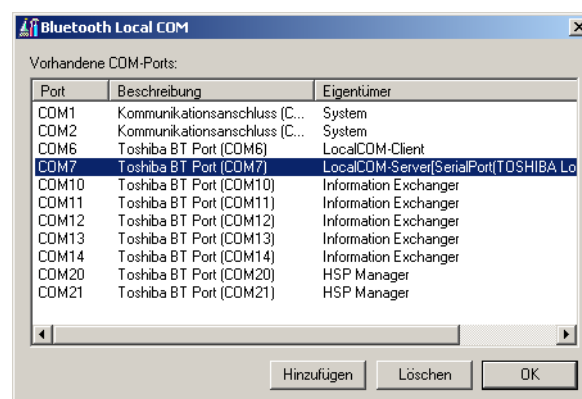 Bluetooth Local COM
Vorhandene COM-Ports:
Port Beschreibung Eigentümer
COM1 Kommunikationsanschluss (C... System
COM2 Kommunikationsanschluss (C... System
COM6 Toshiba BT Port (COM6) LocalCOM-Client
COM7 Toshiba BT Port (COM7) LocalCOM-Server[SerialPort(TOSHIBA Lo
COM10 Toshiba BT Port (COM10) Information Exchanger
COM11 Toshiba BT Port (COM11) Information Exchanger
COM12 Toshiba BT Port (COM12) Information Exchanger
COM13 Toshiba BT Port (COM13) Information Exchanger
COM14 Toshiba BT Port (COM14) Information Exchanger
COM20 Toshiba BT Port (COM20) HSP Manager
COM21 Toshiba BT Port (COM21) HSP Manager
Hinzufügen Löschen OK